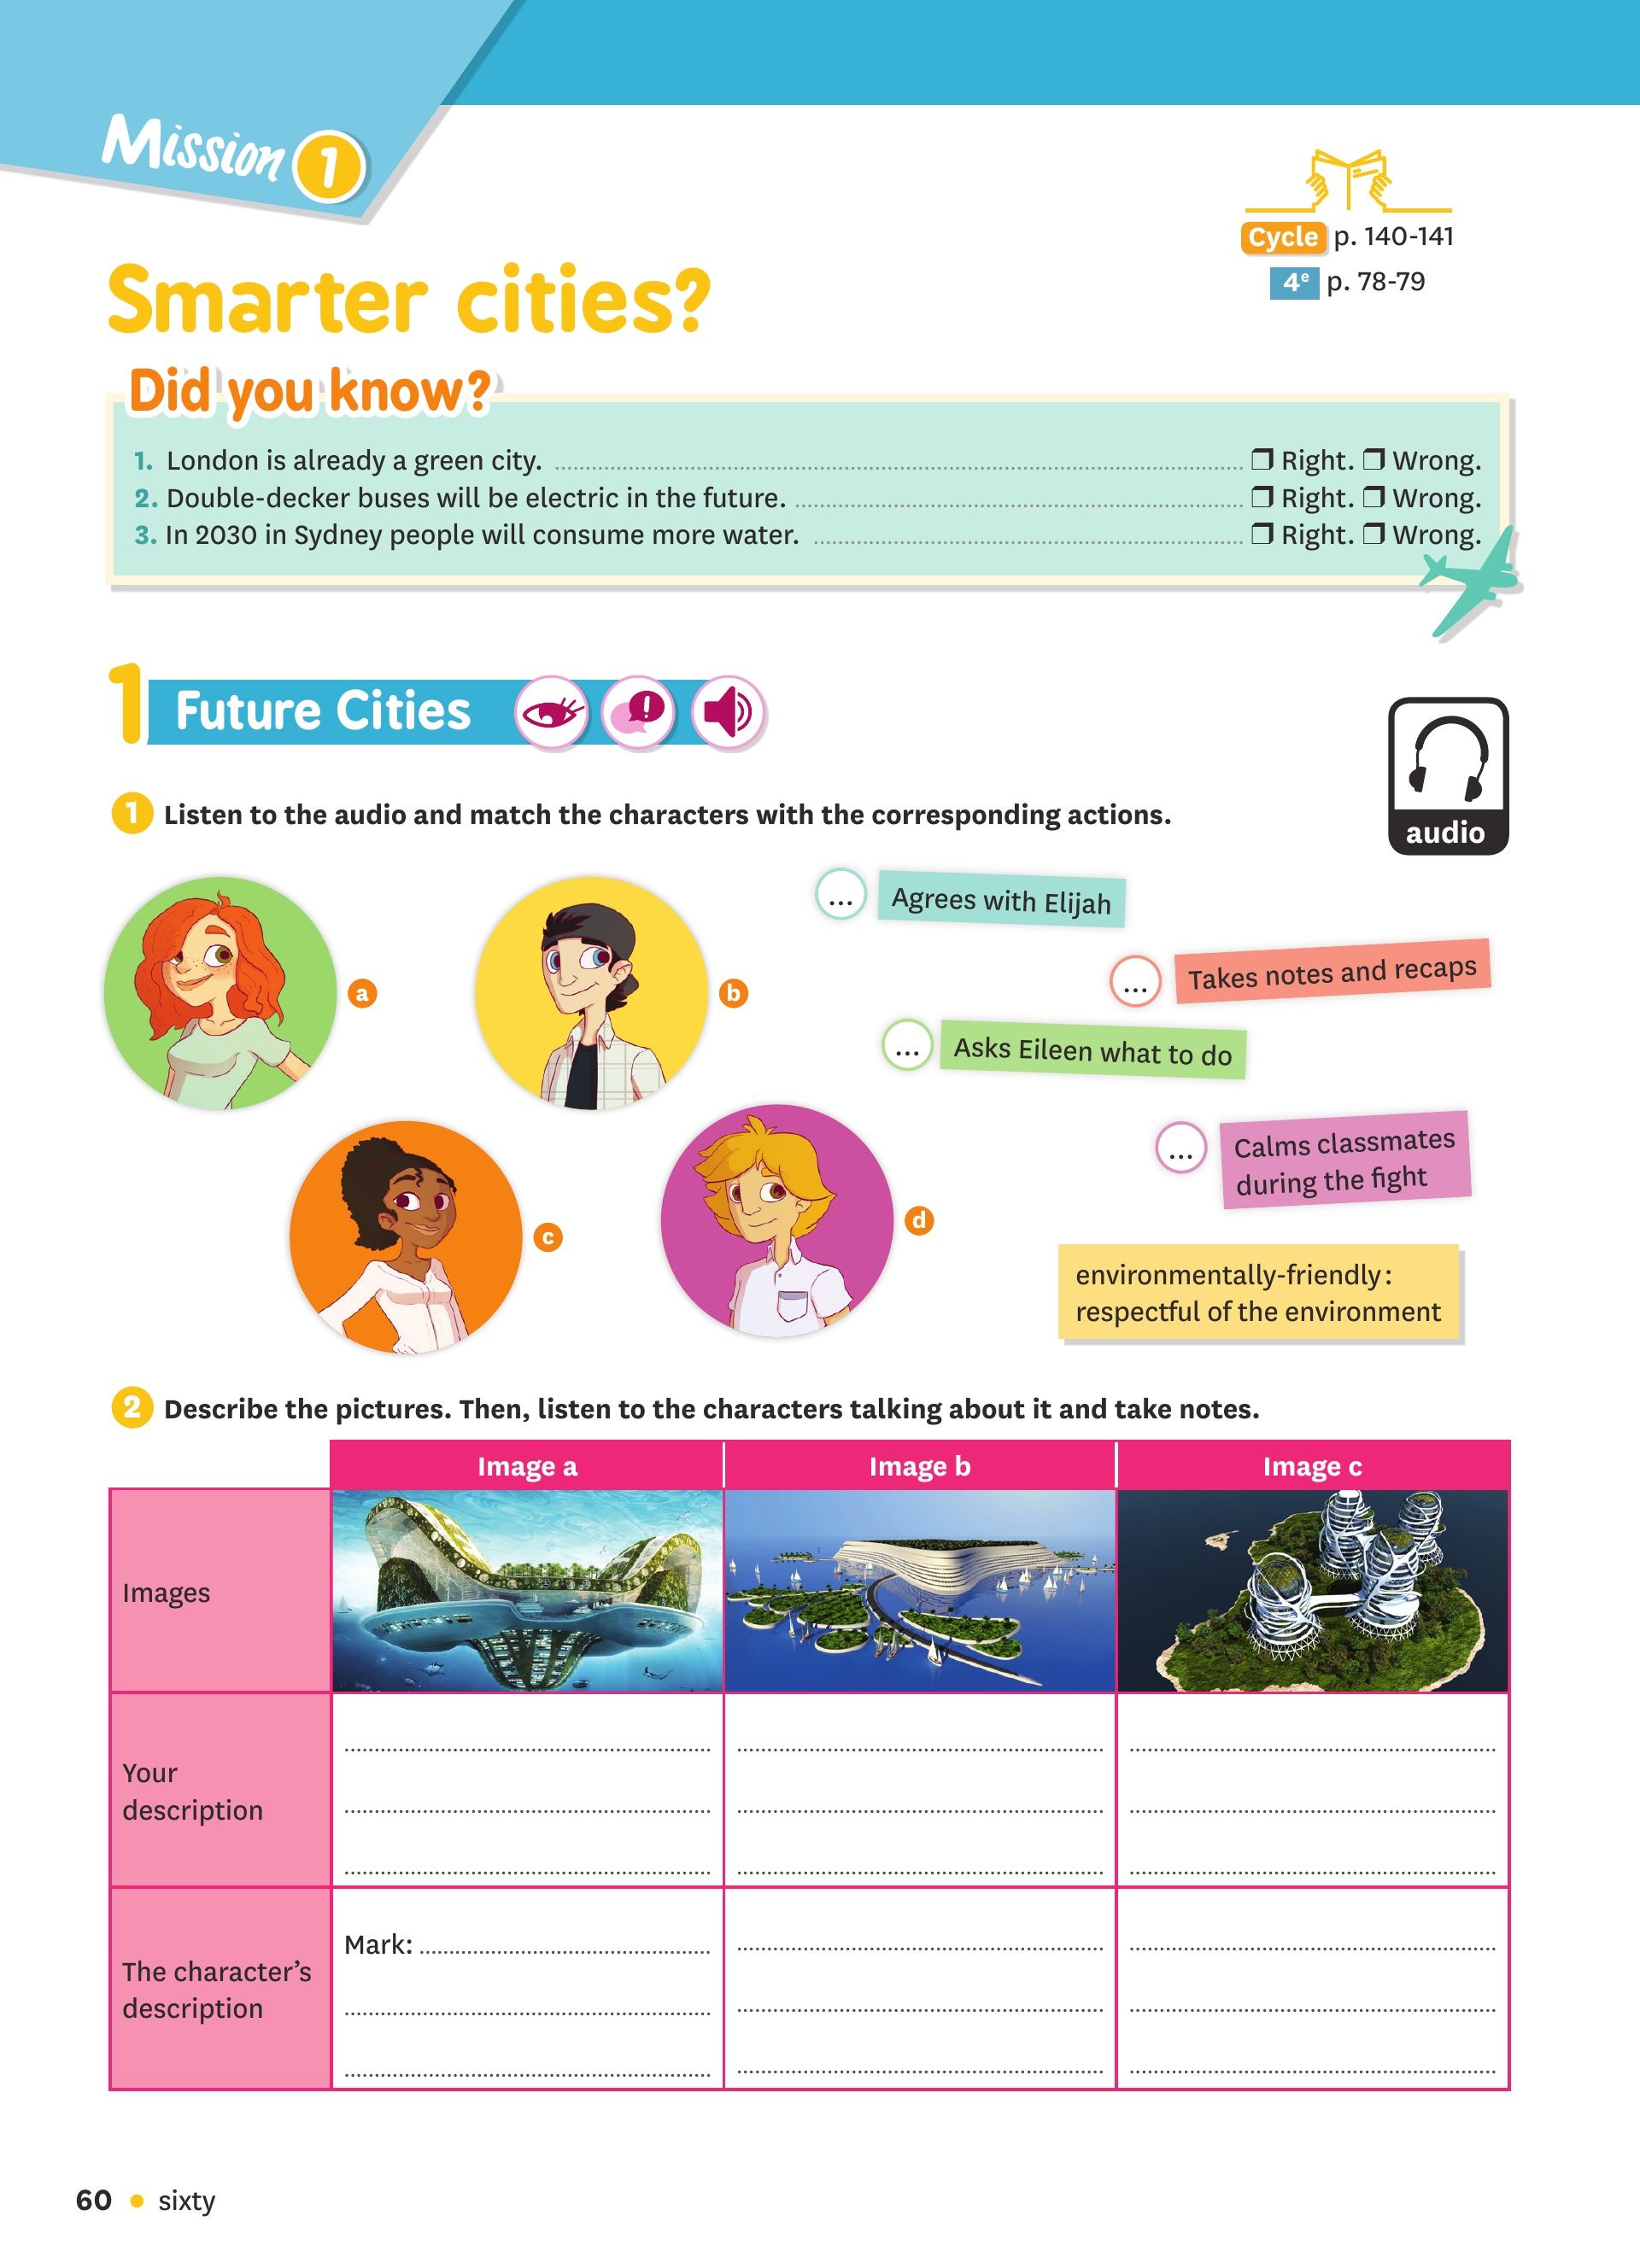 Mission 1
Cycle p. 140-141
4e p. 78-79
Smarter cities?
Did you know?
1. London is already a green city. ❒ Right. ❒ Wrong.
2. Double-decker buses will be electric in the future. ❒ Right. ❒ Wrong.
3. In 2030 in Sydney people will consume more water. ❒ Right. ❒ Wrong.
1 Future Cities
!
audio
1 Listen to the audio and match the characters with the corresponding actions.
a
b
c
d
... Agrees with Elijah
... Takes notes and recaps
... Asks Eileen what to do
... Calms classmates
during the fight
environmentally-friendly:
respectful of the environment
2 Describe the pictures. Then, listen to the characters talking about it and take notes.
Image a Image b Image c
Images
Your
description
The character's
description
Mark:
60 • sixty